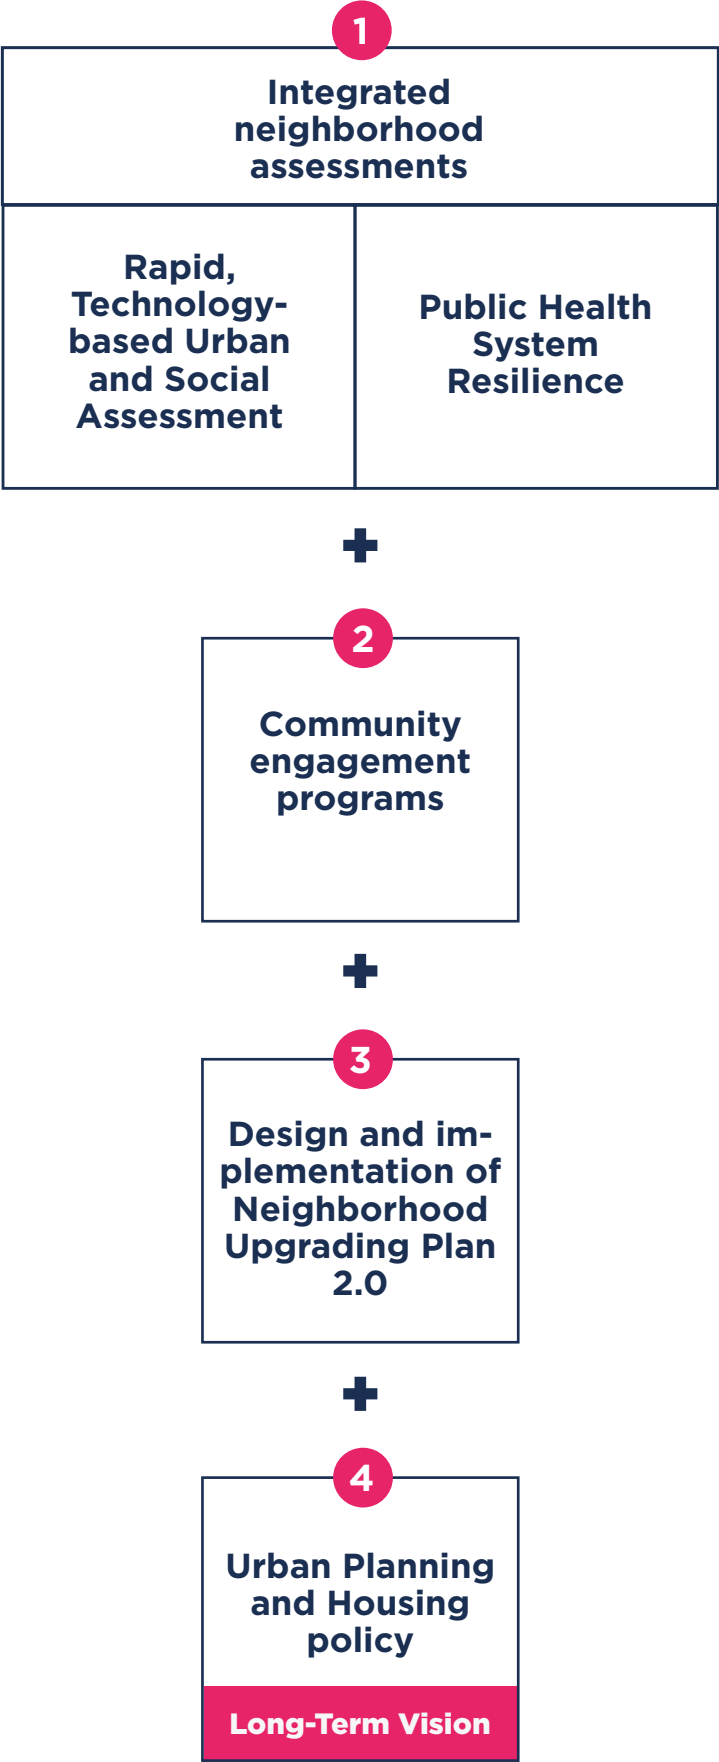 1
Integrated
neighborhood
assessments
Rapid,
Technology-
based Urban
and Social
Assessment
Public Health
System
Resilience
+
2
Community
engagement
programs
+
3
Design and im-
plementation of
Neighborhood
Upgrading Plan
2.0
+
4
Urban Planning
and Housing
policy
Long-Term Vision